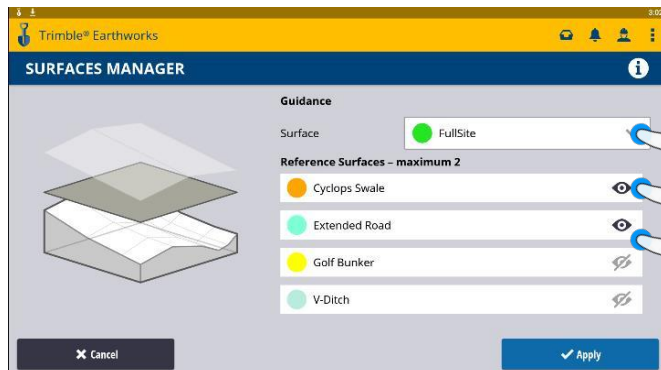 Trimble® Earthworks
SURFACES MANAGER
Guidance
Surface
FullSite
Reference Surfaces – maximum 2
Cyclops Swale
Extended Road
Golf Bunker
V-Ditch
Cancel
Apply